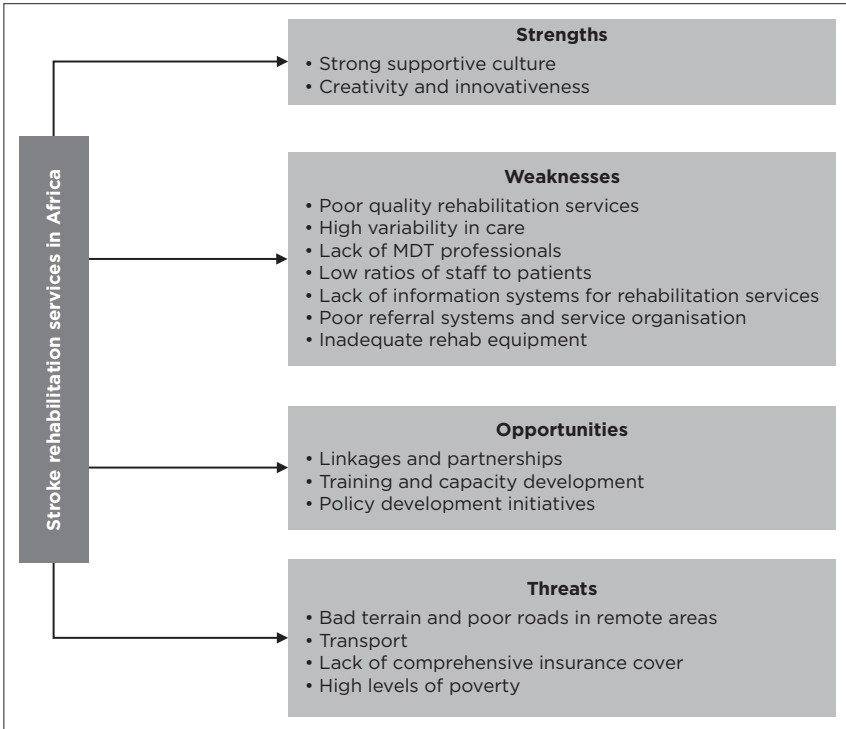 Stroke rehabilitation services in Africa
Strengths
• Strong supportive culture
• Creativity and innovativeness
Weaknesses
• Poor quality rehabilitation services
• High variability in care
• Lack of MDT professionals
• Low ratios of staff to patients
• Lack of information systems for rehabilitation services
• Poor referral systems and service organisation
• Inadequate rehab equipment
Opportunities
• Linkages and partnerships
• Training and capacity development
• Policy development initiatives
Threats
• Bad terrain and poor roads in remote areas
• Transport
• Lack of comprehensive insurance cover
• High levels of poverty